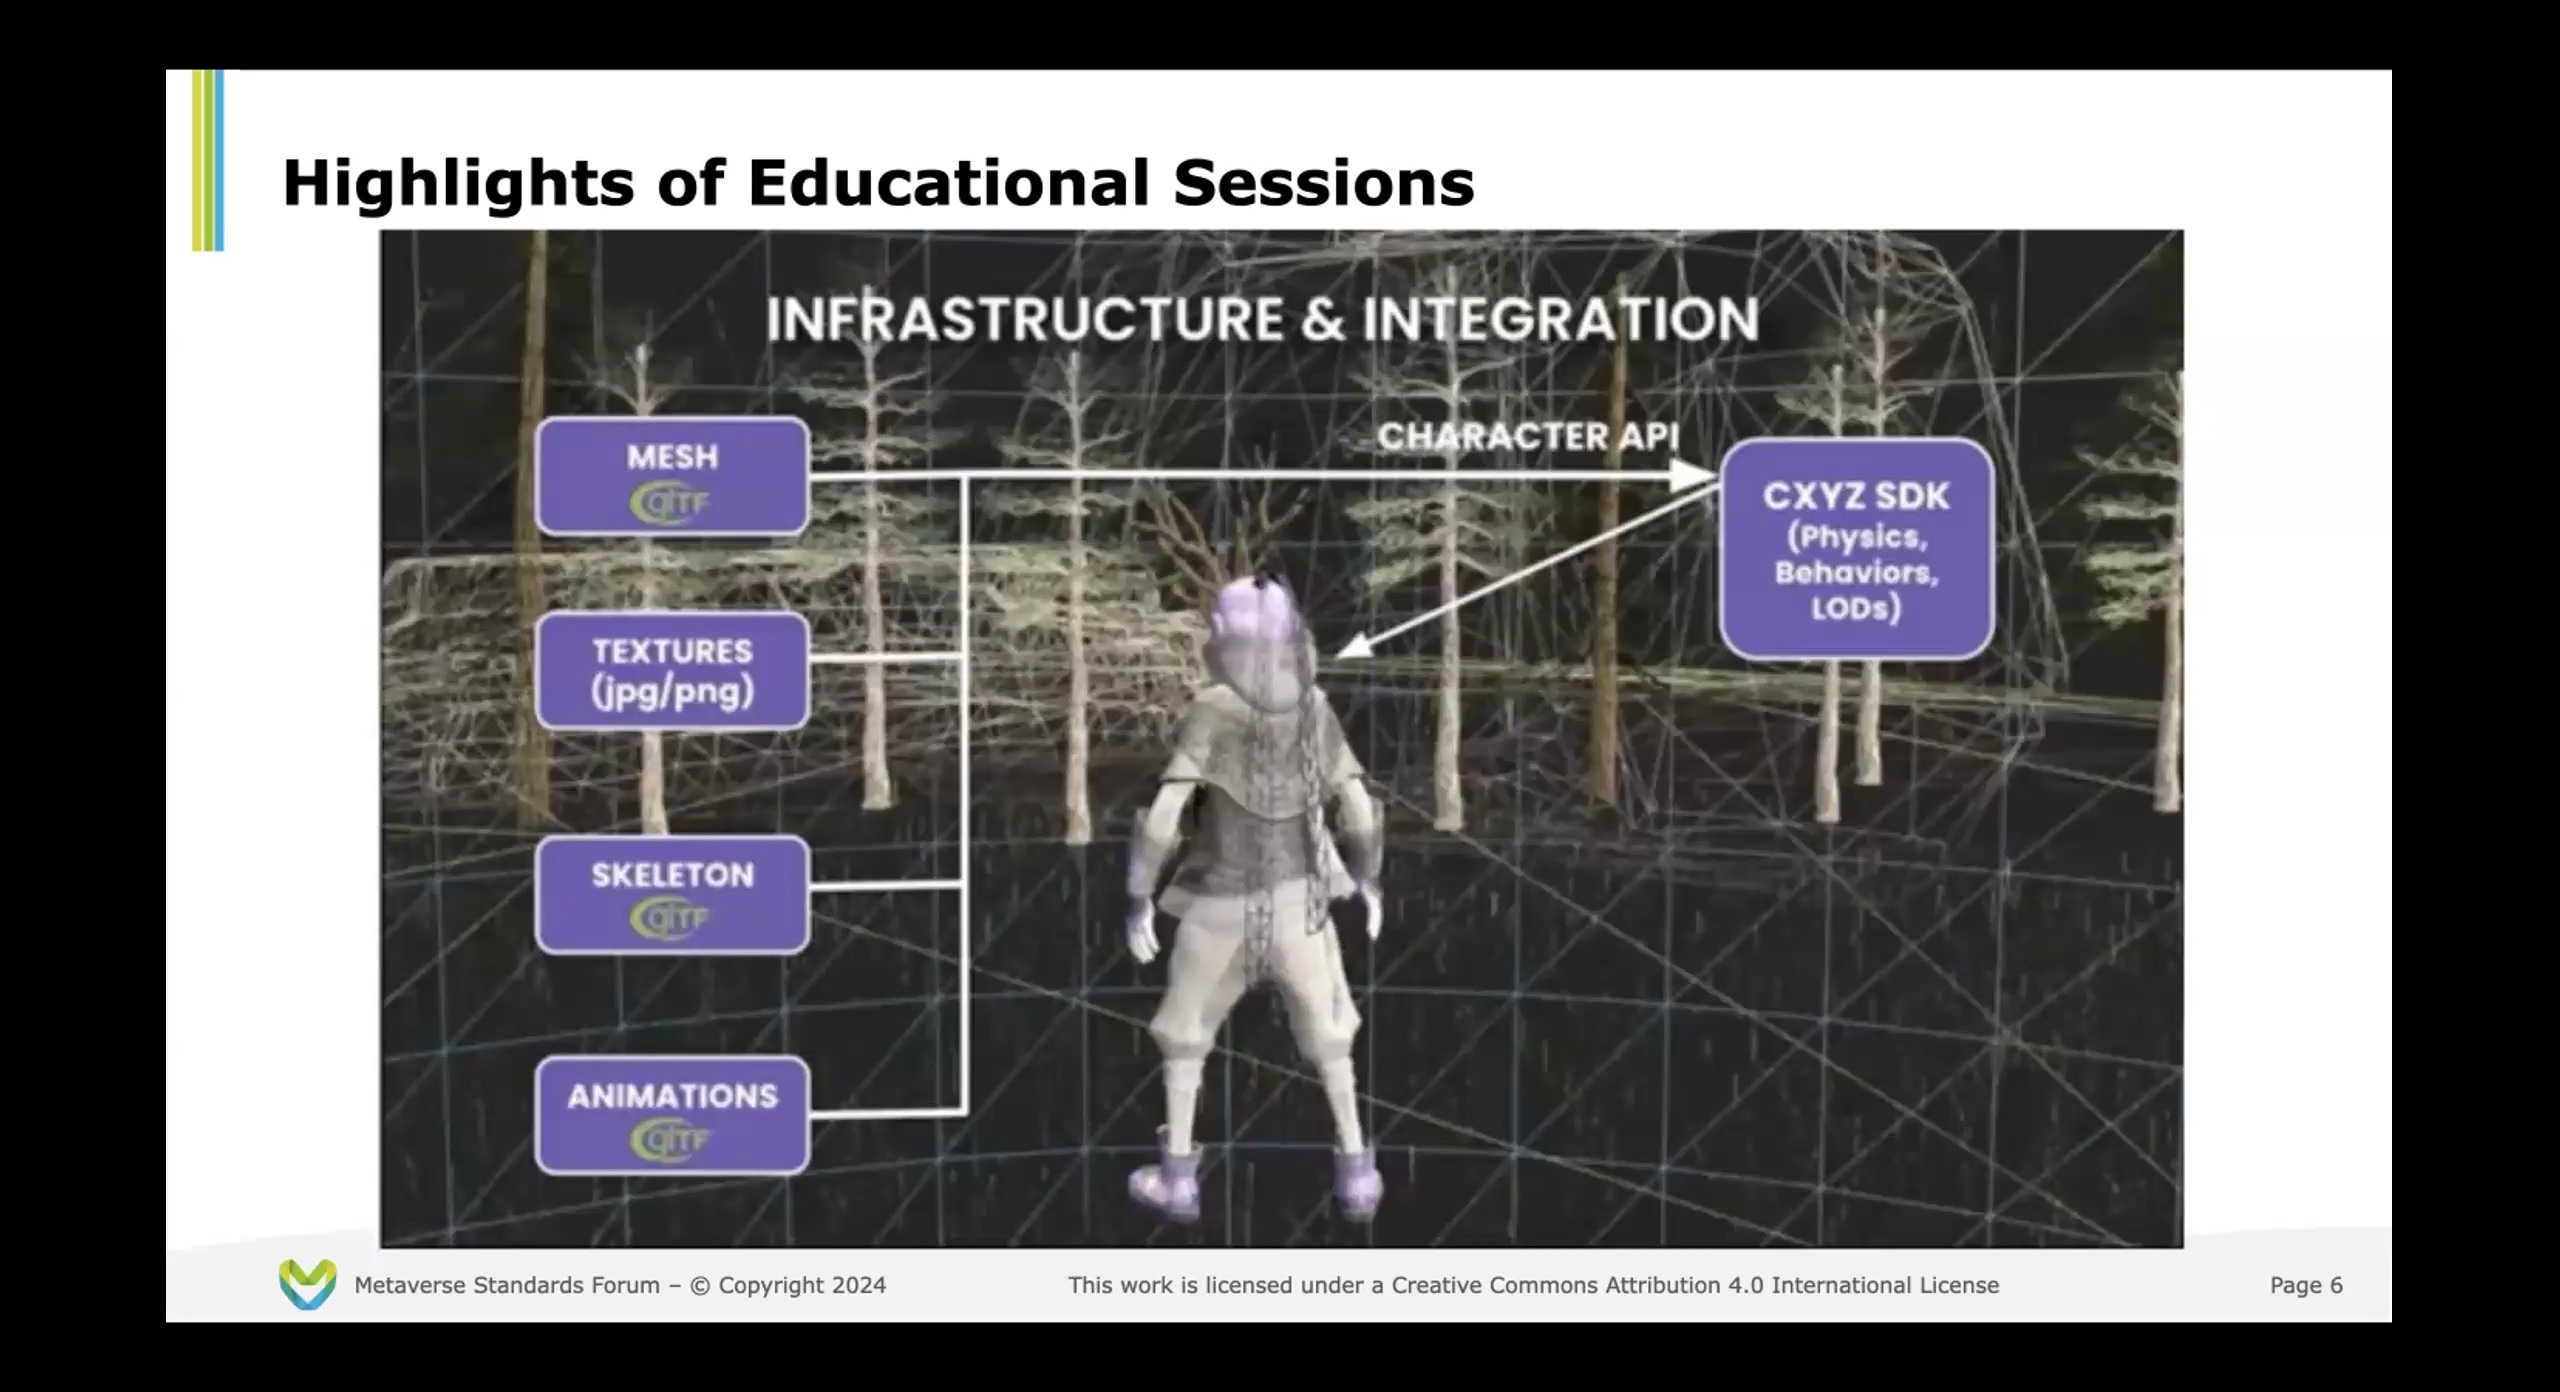 Highlights of Educational Sessions
INFRASTRUCTURE & INTEGRATION
CHARACTER API
MESH
glTF
CXYZ SDK
(Physics,
Behaviors,
LODs)
TEXTURES
(jpg/png)
SKELETON
glTF
ANIMATIONS
glTF
Metaverse Standards Forum – © Copyright 2024
This work is licensed under a Creative Commons Attribution 4.0 International License
Page 6